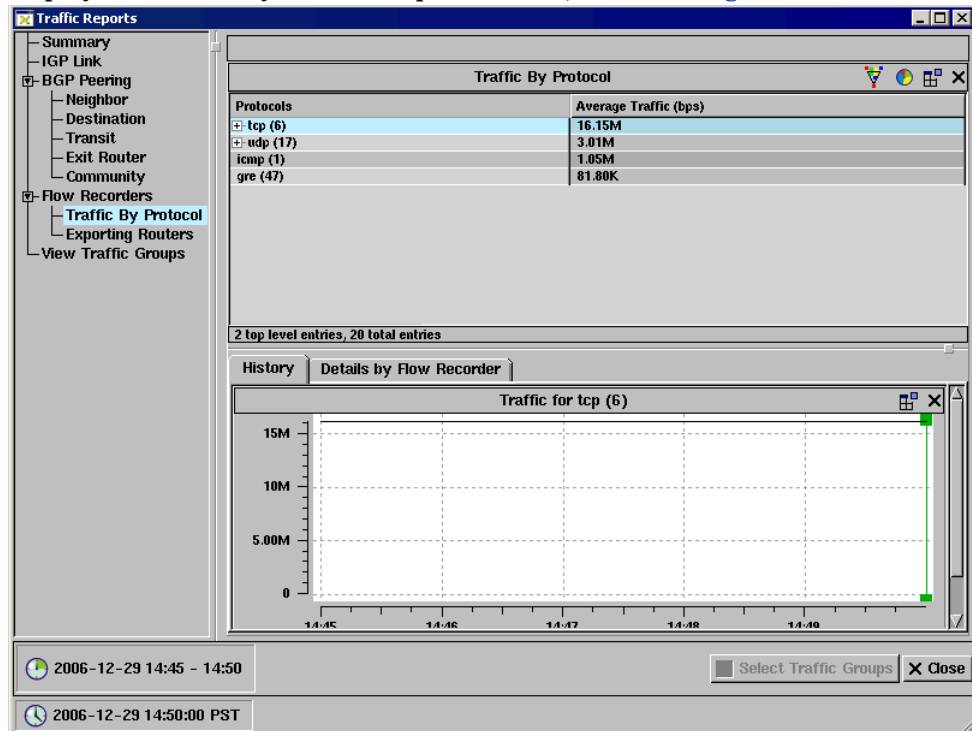 Traffic Reports
Summary
IGP Link
BGP Peering
Neighbor
Destination
Transit
Exit Router
Community
Flow Recorders
Traffic By Protocol
Exporting Routers
View Traffic Groups
Traffic By Protocol
Protocols Average Traffic (bps)
tcp (6) 16.15M
udp (17) 3.01M
icmp (1) 1.05M
gre (47) 81.80K
2 top level entries, 20 total entries
History Details by Flow Recorder
Traffic for tcp (6)
15M
10M
5.00M
0
14:45 14:46 14:47 14:48 14:49
2006-12-29 14:45 - 14:50
Select Traffic Groups Close
2006-12-29 14:50:00 PST